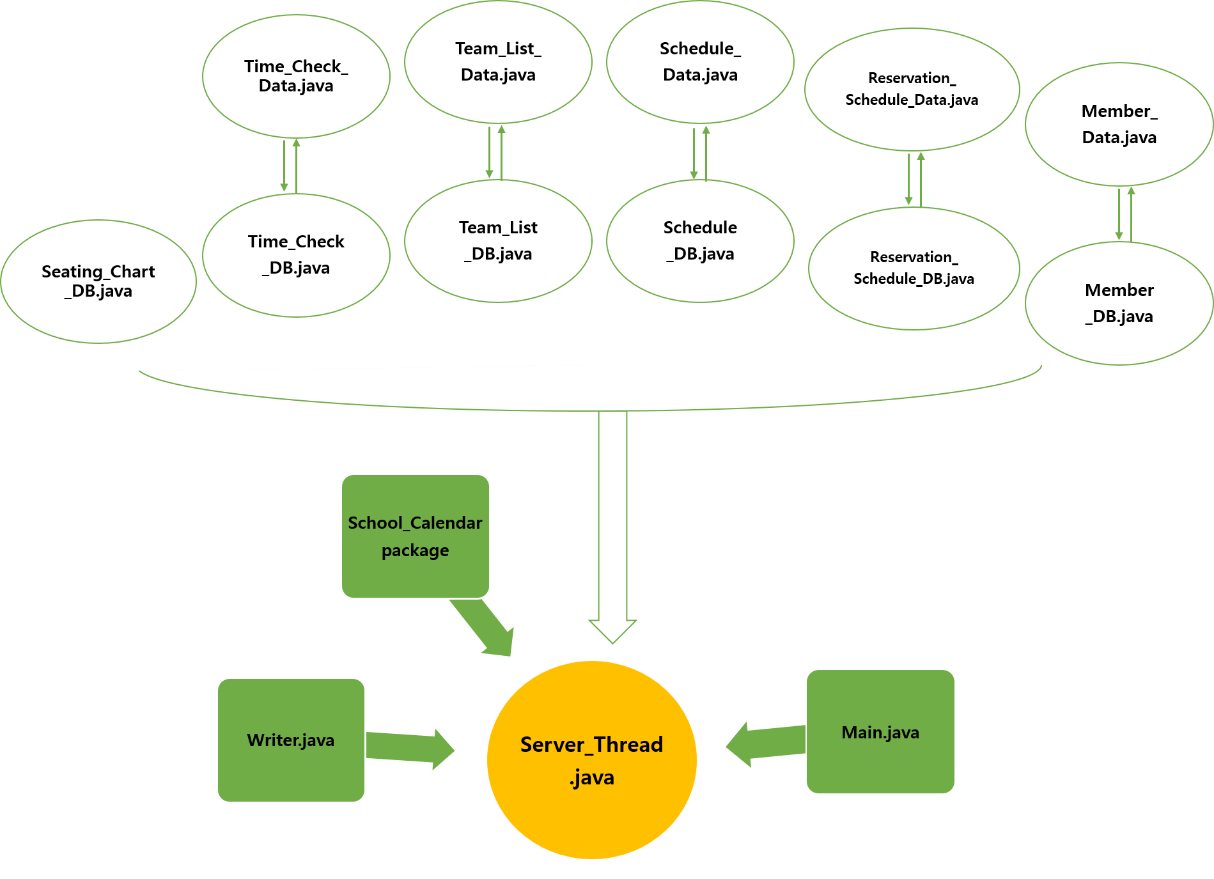 Time_Check_
Data.java
Team_List_
Data.java
Schedule_
Data.java
Reservation_
Schedule_Data.java
Member_
Data.java
Seating_Chart
_DB.java
Time_Check
_DB.java
Team_List
_DB.java
Schedule
_DB.java
Reservation_
Schedule_DB.java
Member
_DB.java
School_Calendar
package
Writer.java
Server_Thread
.java
Main.java